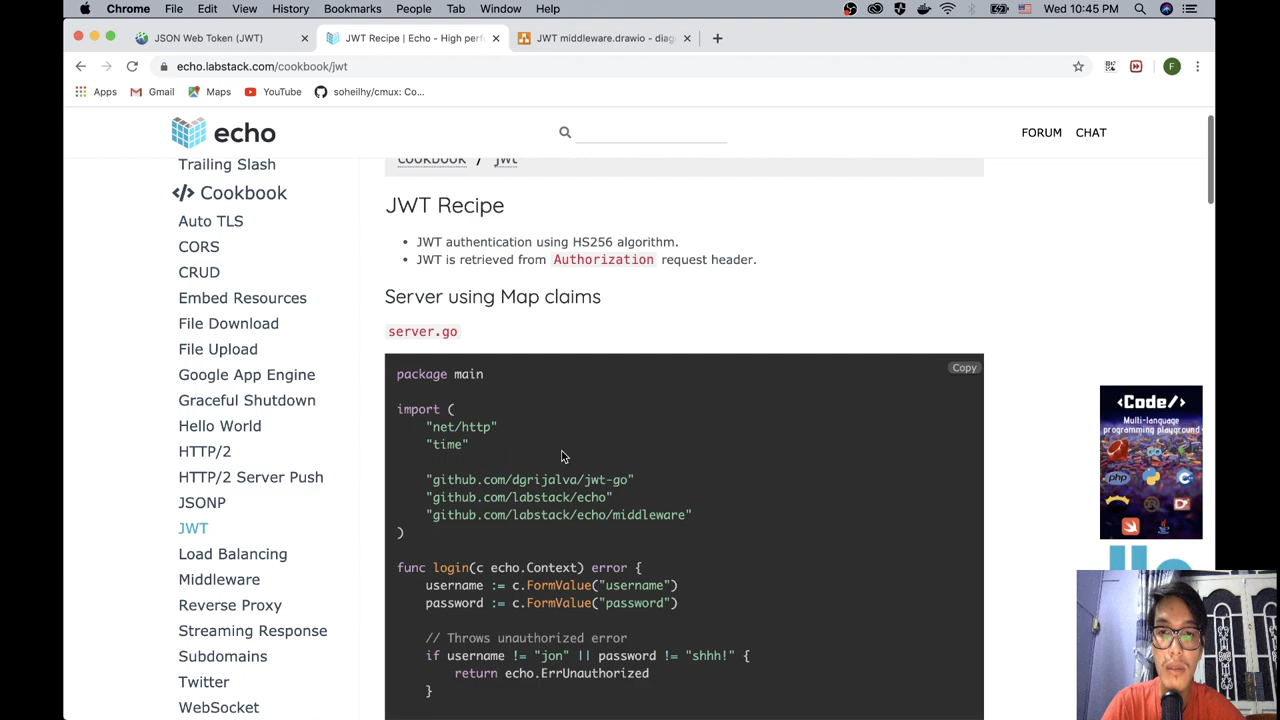 Chrome File Edit View History Bookmarks People Tab Window Help Wed 10:45 PM
JSON Web Token (JWT) JWT Recipe | Echo - High perf JWT middleware.drawio - diag
echo.labstack.com/cookbook/jwt F
Apps Gmail Maps YouTube soheilhy/cmux: Co...
echo FORUM CHAT
Trailing Slash
Cookbook
Auto TLS
CORS
CRUD
Embed Resources
File Download
File Upload
Google App Engine
Graceful Shutdown
Hello World
HTTP/2
HTTP/2 Server Push
JSONP
JWT
Load Balancing
Middleware
Reverse Proxy
Streaming Response
Subdomains
Twitter
WebSocket
cookbook / jwt
JWT Recipe
• JWT authentication using HS256 algorithm.
• JWT is retrieved from Authorization request header.
Server using Map claims
server.go
Copy
package main
import (
"net/http"
"time"
"github.com/dgrijalva/jwt-go"
"github.com/labstack/echo"
"github.com/labstack/echo/middleware"
)
func login(c echo.Context) error {
username := c.FormValue("username")
password := c.FormValue("password")
// Throws unauthorized error
if username != "jon" || password != "shhh!" {
return echo.ErrUnauthorized
}
<Code/>
Multi-language
programming playground
php